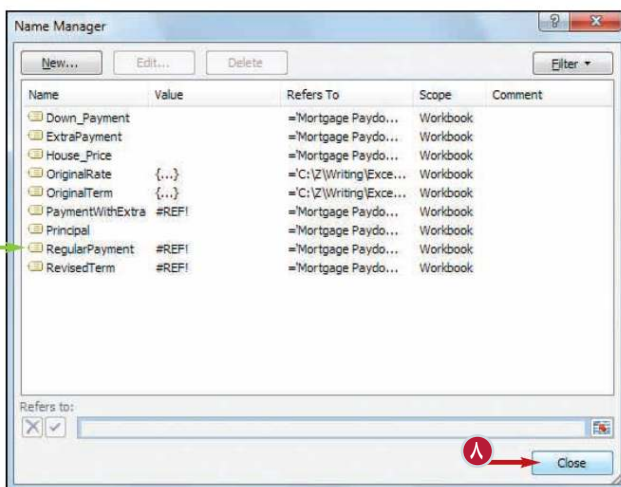 Name Manager
New... Edit... Delete Filter
Name Value Refers To Scope Comment
Down_Payment ='Mortgage Paydo... Workbook
ExtraPayment ='Mortgage Paydo... Workbook
House_Price ='Mortgage Paydo... Workbook
OriginalRate {...} ='C:\Z\Writing\Exce... Workbook
OriginalTerm {...} ='C:\Z\Writing\Exce... Workbook
PaymentWithExtra #REF! ='Mortgage Paydo... Workbook
Principal ='Mortgage Paydo... Workbook
RegularPayment #REF! ='Mortgage Paydo... Workbook
RevisedTerm #REF! ='Mortgage Paydo... Workbook
Refers to:
٨
Close